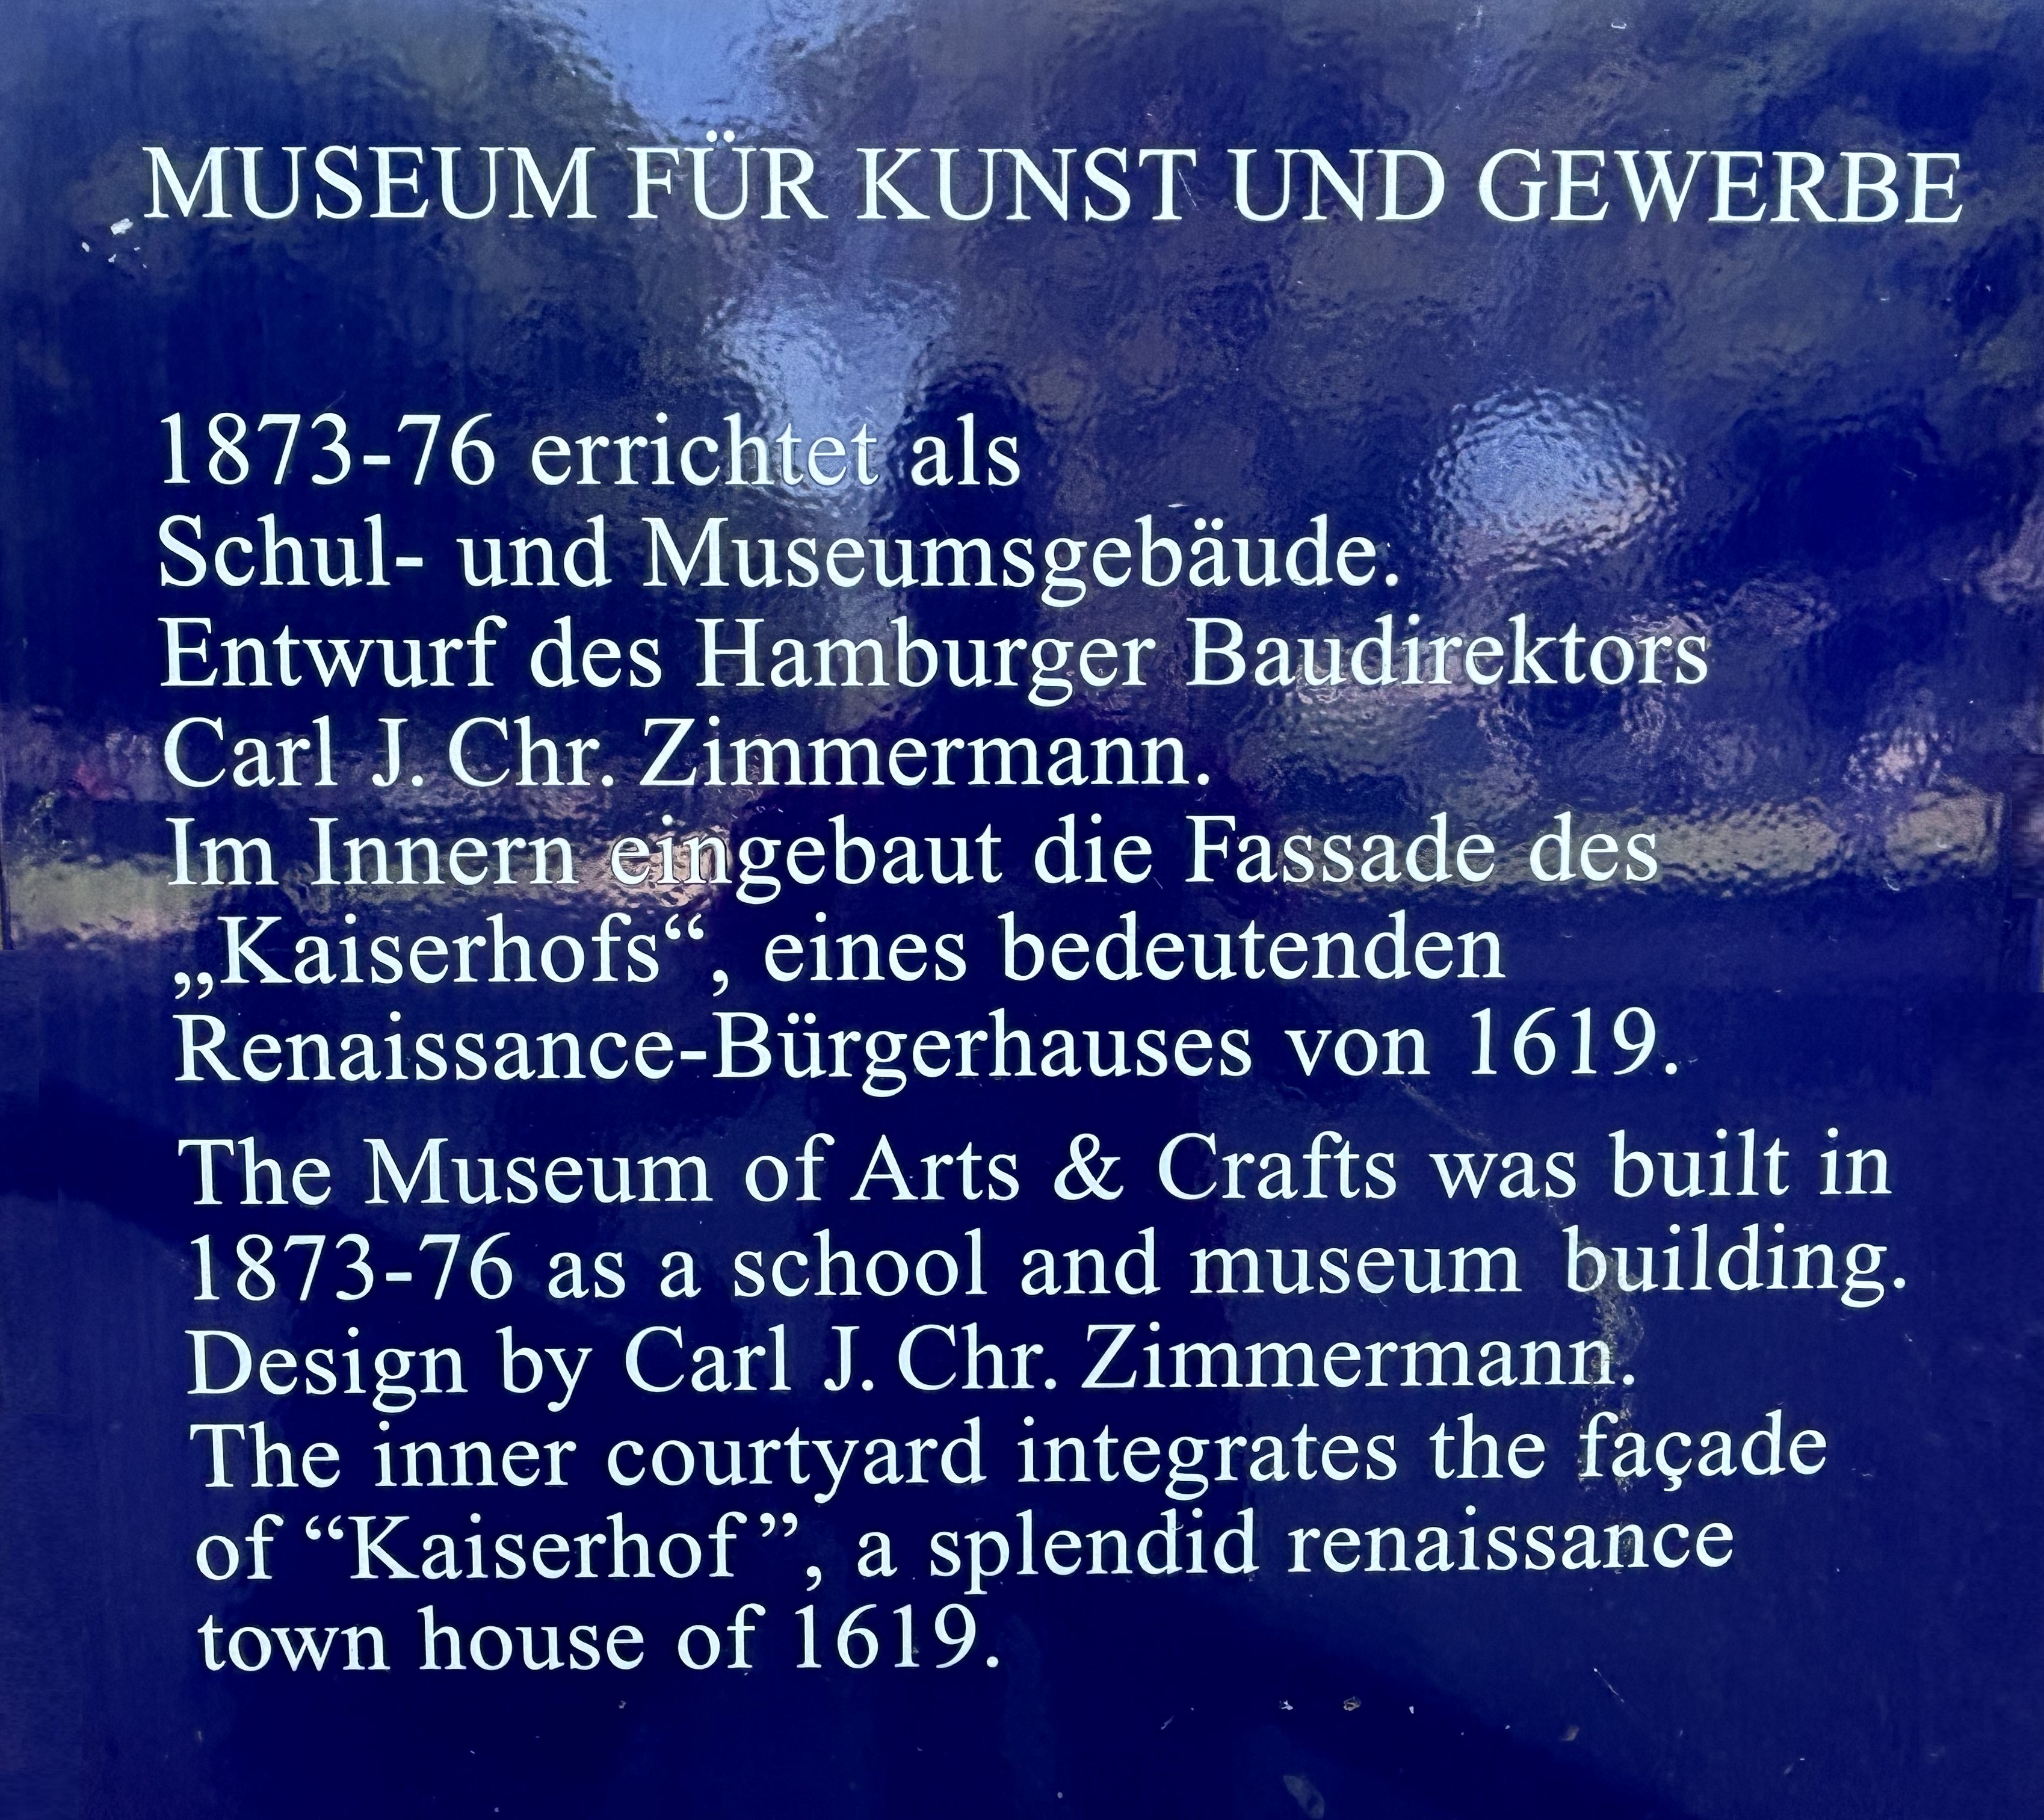 MUSEUM FÜR KUNST UND GEWERBE
1873-76 errichtet als
Schul- und Museumsgebäude.
Entwurf des Hamburger Baudirektors
Carl J. Chr. Zimmermann.
Im Innern eingebaut die Fassade des
„Kaiserhofs“, eines bedeutenden
Renaissance-Bürgerhauses von 1619.
The Museum of Arts & Crafts was built in
1873-76 as a school and museum building.
Design by Carl J. Chr. Zimmermann.
The inner courtyard integrates the façade
of “Kaiserhof”, a splendid renaissance
town house of 1619.